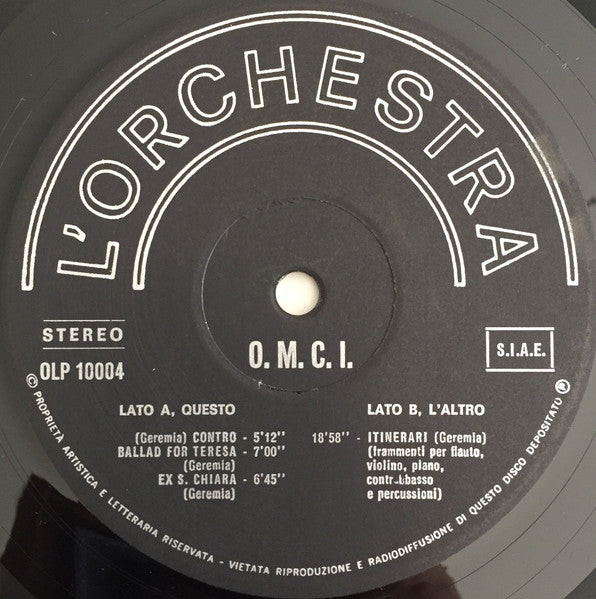 L'ORCHESTRA
STEREO
OLP 10004
O. M. C. I.
S.I.A.E.
LATO A, QUESTO
(Geremia) CONTRO - 5'12"
BALLAD FOR TERESA - 7'00"
(Geremia)
EX S. CHIARA - 6'45"
(Geremia)
LATO B, L'ALTRO
18'58" - ITINERARI (Geremia)
(frammenti per flauto,
violino, piano,
contrabbasso
e percussioni)
© PROPRIETA ARTISTICA E LETTERARIA RISERVATA - VIETATA RIPRODUZIONE E RADIODIFFUSIONE DI QUESTO DISCO DEPOSITATO ℗